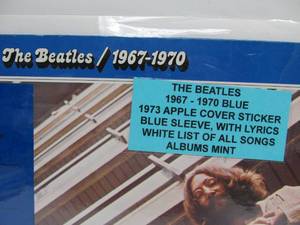 The Beatles / 1967-1970
THE BEATLES
1967 - 1970 BLUE
1973 APPLE COVER STICKER
BLUE SLEEVE, WITH LYRICS
WHITE LIST OF ALL SONGS
ALBUMS MINT